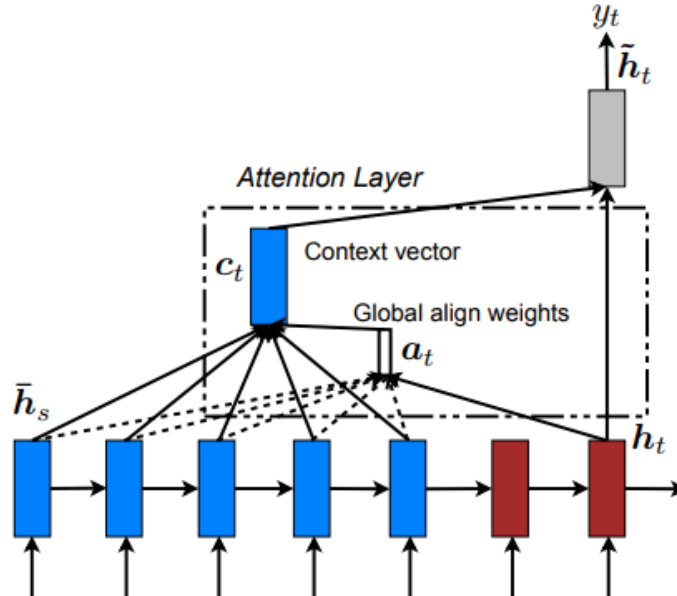 y_t
h̃_t
Attention Layer
c_t
Context vector
Global align weights
a_t
h̄_s
h_t